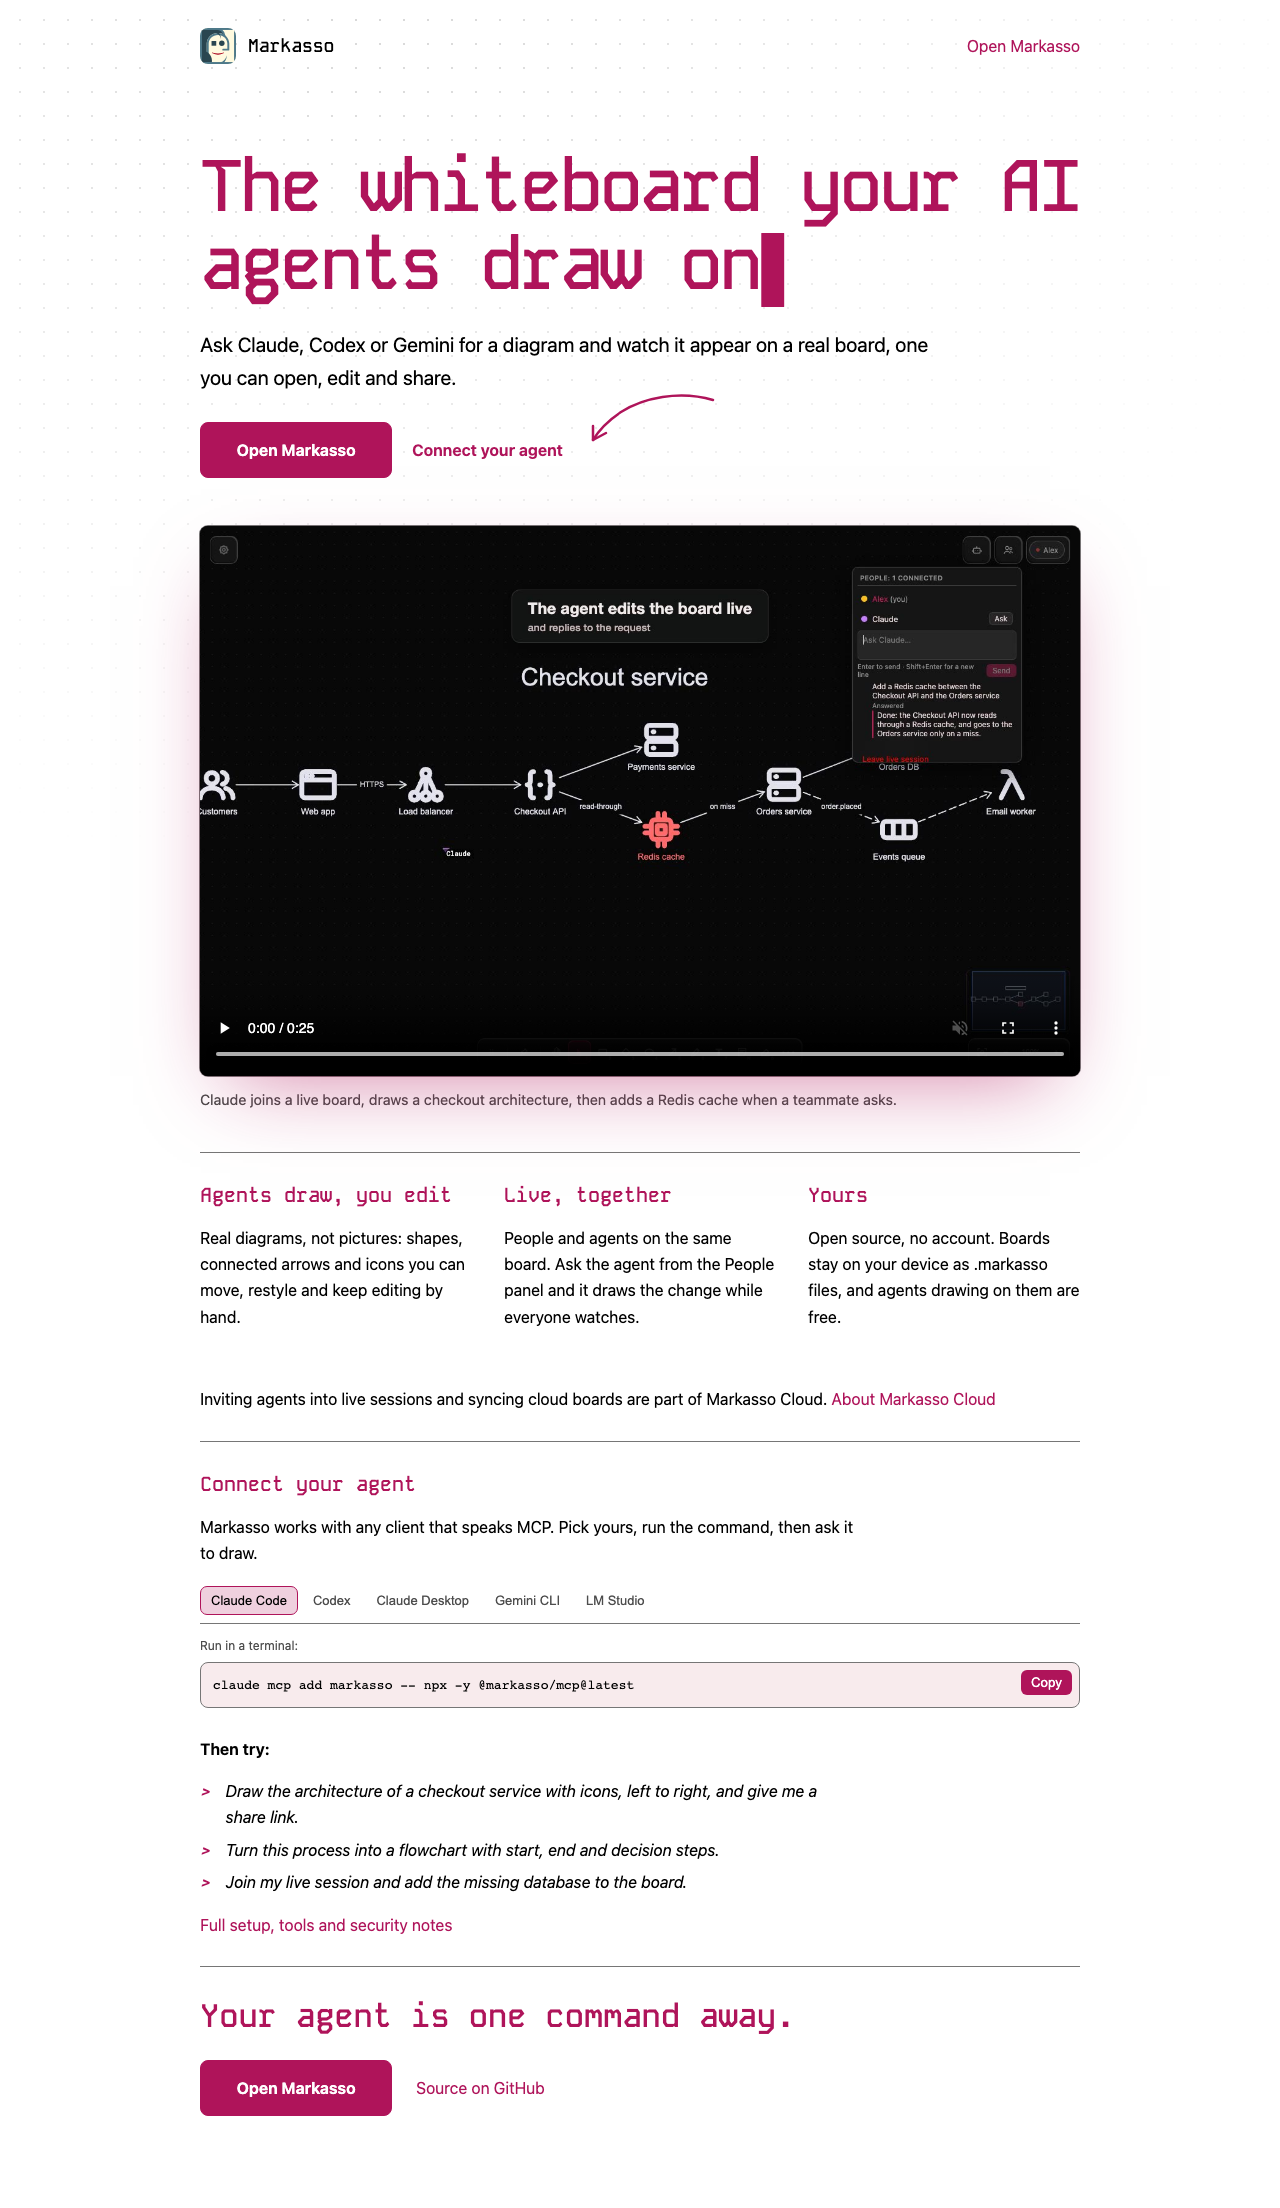 Markasso
Open Markasso
The whiteboard your AI
agents draw on
Ask Claude, Codex or Gemini for a diagram and watch it appear on a real board, one
you can open, edit and share.
Open Markasso
Connect your agent
Alex
PEOPLE: 1 CONNECTED
Alex (you)
Claude
Ask
Ask Claude...
Enter to send · Shift+Enter for a new
line
Send
Add a Redis cache between the
Checkout API and the Orders service
Answered
Done: the Checkout API now reads
through a Redis cache, and goes to the
Orders service only on a miss.
Leave live session
The agent edits the board live
and replies to the request
Checkout service
Payments service
Orders DB
HTTPS
Customers
Web app
Load balancer
Checkout API
read-through
on miss
Orders service
order.placed
Email worker
Claude
Redis cache
Events queue
0:00 / 0:25
Claude joins a live board, draws a checkout architecture, then adds a Redis cache when a teammate asks.
Agents draw, you edit
Real diagrams, not pictures: shapes,
connected arrows and icons you can
move, restyle and keep editing by
hand.
Live, together
People and agents on the same
board. Ask the agent from the People
panel and it draws the change while
everyone watches.
Yours
Open source, no account. Boards
stay on your device as .markasso
files, and agents drawing on them are
free.
Inviting agents into live sessions and syncing cloud boards are part of Markasso Cloud. About Markasso Cloud
Connect your agent
Markasso works with any client that speaks MCP. Pick yours, run the command, then ask it
to draw.
Claude Code
Codex
Claude Desktop
Gemini CLI
LM Studio
Run in a terminal:
claude mcp add markasso -- npx -y @markasso/mcp@latest
Copy
Then try:
> Draw the architecture of a checkout service with icons, left to right, and give me a
share link.
> Turn this process into a flowchart with start, end and decision steps.
> Join my live session and add the missing database to the board.
Full setup, tools and security notes
Your agent is one command away.
Open Markasso
Source on GitHub